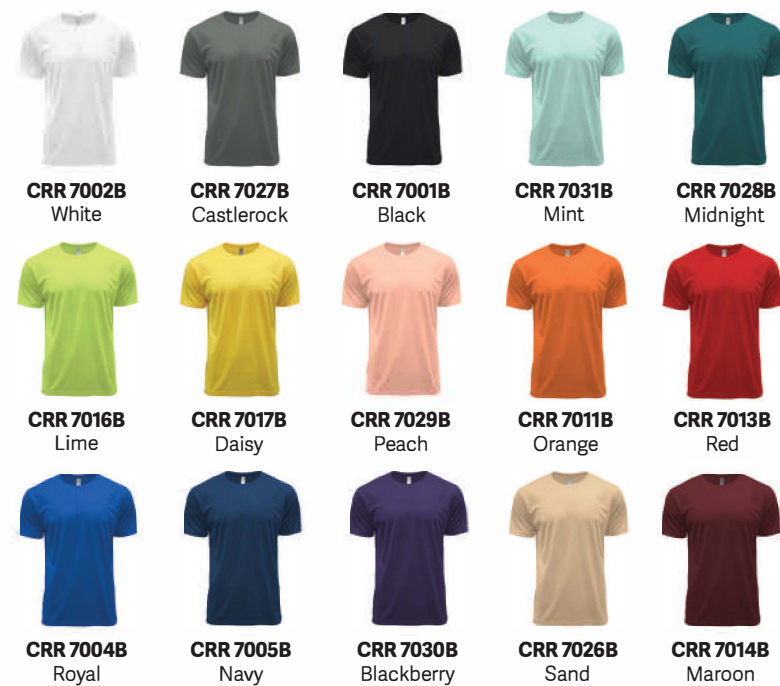 CRR 7002B
White
CRR 7027B
Castlerock
CRR 7001B
Black
CRR 7031B
Mint
CRR 7028B
Midnight
CRR 7016B
Lime
CRR 7017B
Daisy
CRR 7029B
Peach
CRR 7011B
Orange
CRR 7013B
Red
CRR 7004B
Royal
CRR 7005B
Navy
CRR 7030B
Blackberry
CRR 7026B
Sand
CRR 7014B
Maroon